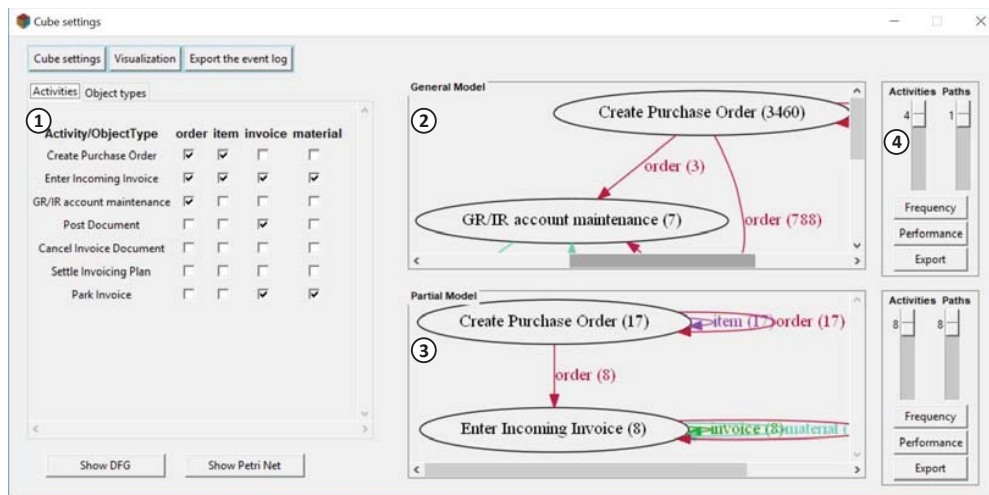 Cube settings
Cube settings Visualization Export the event log
Activities Object types
1
Activity/ObjectType order item invoice material
Create Purchase Order
Enter Incoming Invoice
GR/IR account maintenance
Post Document
Cancel Invoice Document
Settle Invoicing Plan
Park Invoice
Show DFG Show Petri Net
General Model
2
Create Purchase Order (3460)
order (3)
GR/IR account maintenance (7)
order (788)
Activities Paths
4 1
4
Frequency
Performance
Export
Partial Model
3
Create Purchase Order (17)
item (17) order (17)
order (8)
Enter Incoming Invoice (8)
invoice (8) material (
Activities Paths
8 8
Frequency
Performance
Export